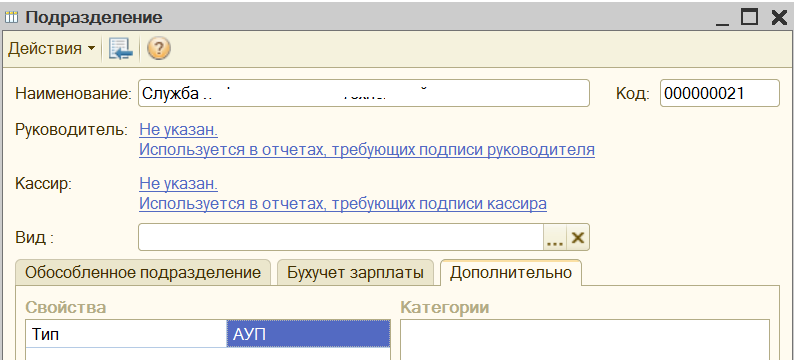 Подразделение
Действия
Наименование: Служба
Код: 000000021
Руководитель: Не указан.
Используется в отчетах, требующих подписи руководителя
Кассир: Не указан.
Используется в отчетах, требующих подписи кассира
Вид :
Обособленное подразделение Бухучет зарплаты Дополнительно
Свойства Категории
Тип АУП